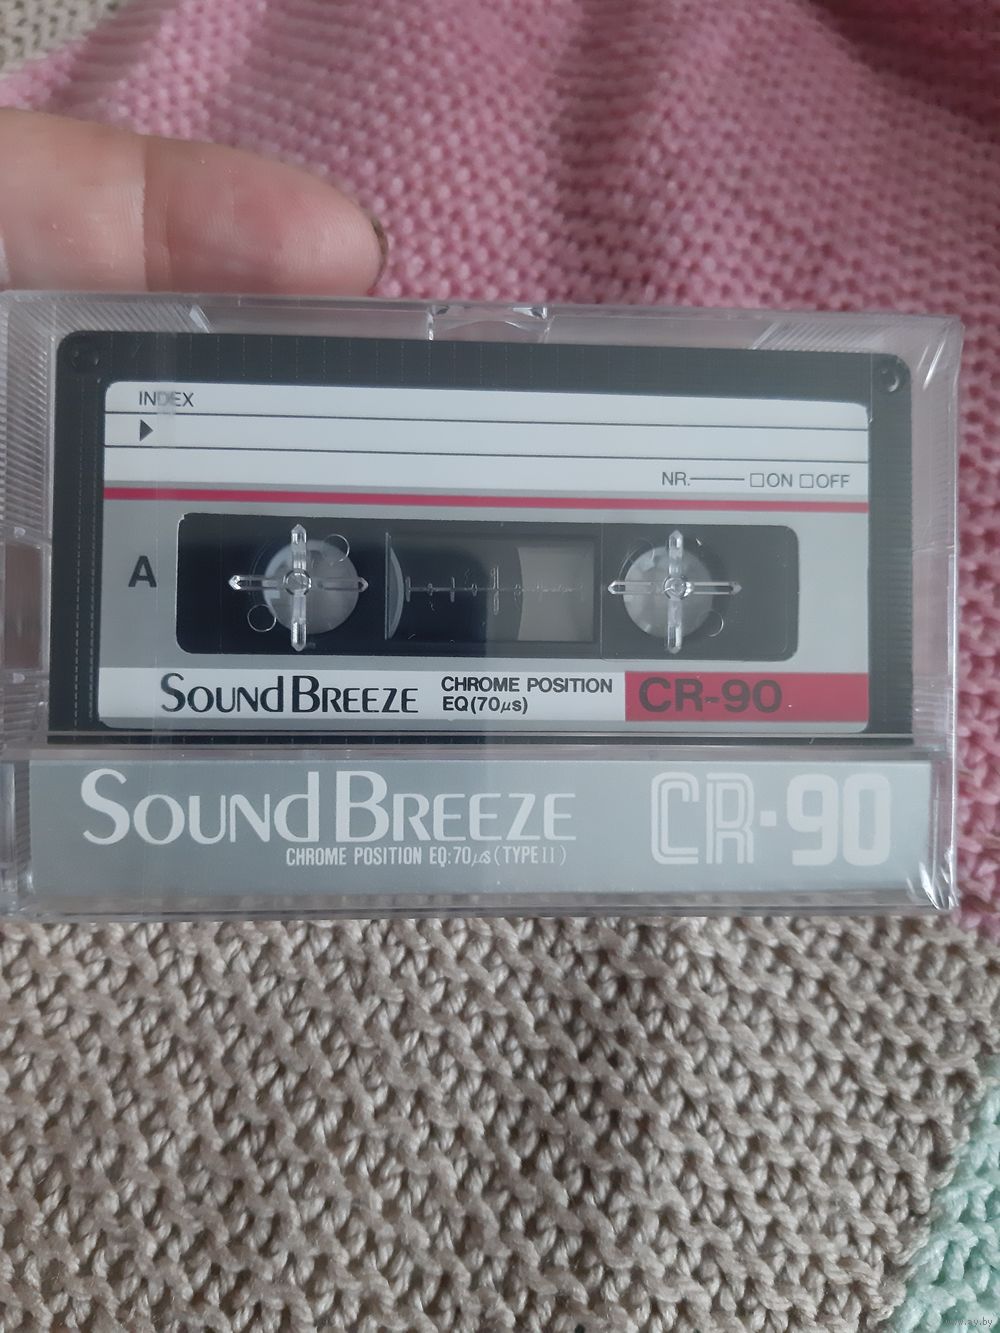 INDEX
NR. □ON □OFF
A
SOUND BREEZE
CHROME POSITION
EQ(70μs)
CR-90
SOUND BREEZE
CHROME POSITION EQ:70μs(TYPE II)
CR·90